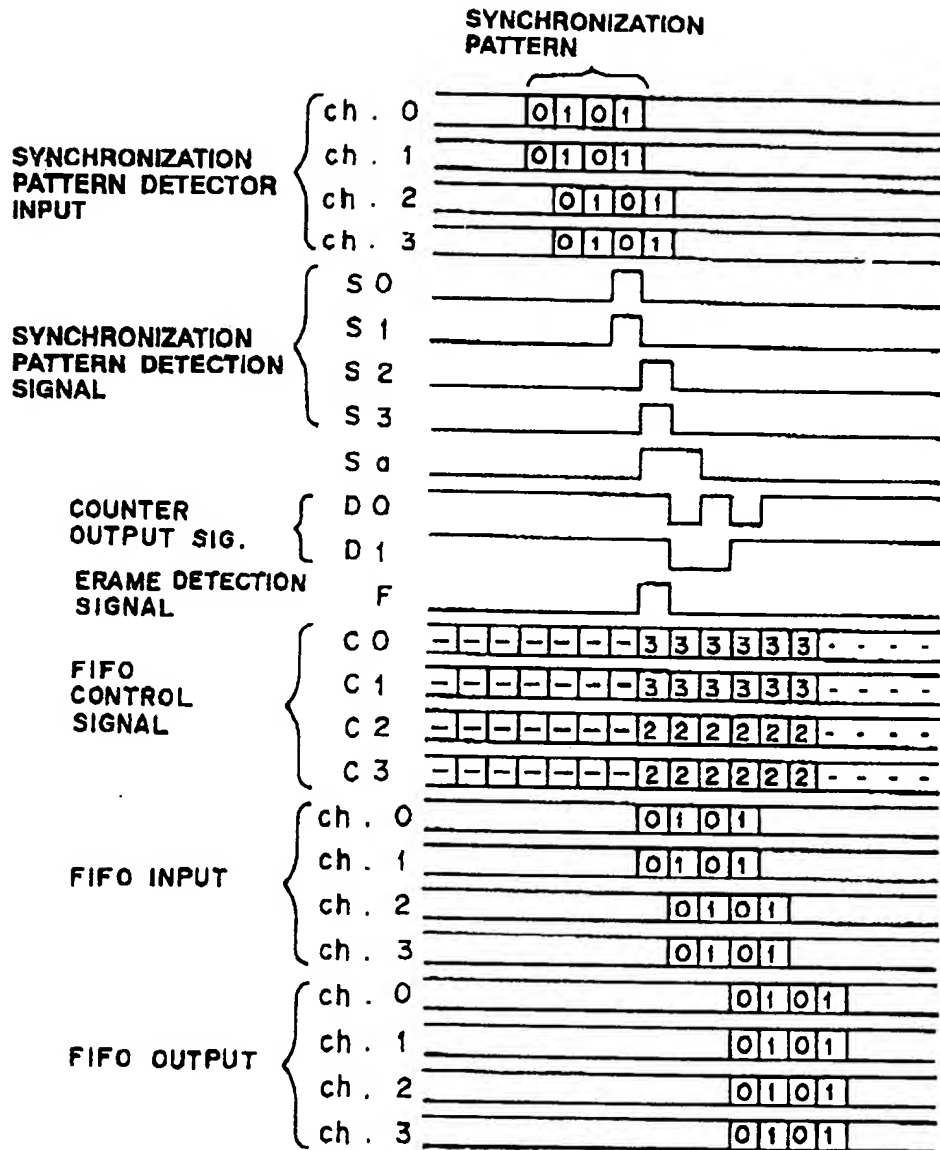 SYNCHRONIZATION
PATTERN
SYNCHRONIZATION
PATTERN DETECTOR
INPUT
ch. 0 0 1 0 1
ch. 1 0 1 0 1
ch. 2 0 1 0 1
ch. 3 0 1 0 1
SYNCHRONIZATION
PATTERN DETECTION
SIGNAL
S 0
S 1
S 2
S 3
S a
COUNTER
OUTPUT SIG.
D 0
D 1
ERAME DETECTION
SIGNAL
F
FIFO
CONTROL
SIGNAL
C 0 - - - - - - - 3 3 3 3 3 3 - - - -
C 1 - - - - - - - 3 3 3 3 3 3 - - - -
C 2 - - - - - - - 2 2 2 2 2 2 - - - -
C 3 - - - - - - - 2 2 2 2 2 2 - - - -
FIFO INPUT
ch. 0 0 1 0 1
ch. 1 0 1 0 1
ch. 2 0 1 0 1
ch. 3 0 1 0 1
FIFO OUTPUT
ch. 0 0 1 0 1
ch. 1 0 1 0 1
ch. 2 0 1 0 1
ch. 3 0 1 0 1